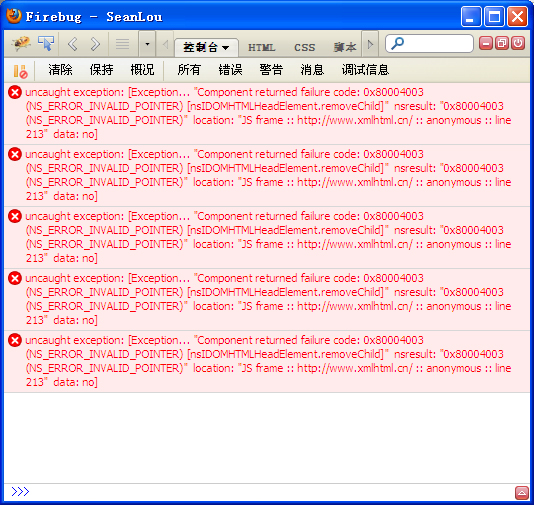 Firebug - SeanLou
控制台 HTML CSS 脚本
清除 保持 概况 所有 错误 警告 消息 调试信息
uncaught exception: [Exception... "Component returned failure code: 0x80004003
(NS_ERROR_INVALID_POINTER) [nsIDOMHTMLHeadElement.removeChild]" nsresult: "0x80004003
(NS_ERROR_INVALID_POINTER)" location: "JS frame :: http://www.xmlhtml.cn/ :: anonymous :: line
213" data: no]
uncaught exception: [Exception... "Component returned failure code: 0x80004003
(NS_ERROR_INVALID_POINTER) [nsIDOMHTMLHeadElement.removeChild]" nsresult: "0x80004003
(NS_ERROR_INVALID_POINTER)" location: "JS frame :: http://www.xmlhtml.cn/ :: anonymous :: line
213" data: no]
uncaught exception: [Exception... "Component returned failure code: 0x80004003
(NS_ERROR_INVALID_POINTER) [nsIDOMHTMLHeadElement.removeChild]" nsresult: "0x80004003
(NS_ERROR_INVALID_POINTER)" location: "JS frame :: http://www.xmlhtml.cn/ :: anonymous :: line
213" data: no]
uncaught exception: [Exception... "Component returned failure code: 0x80004003
(NS_ERROR_INVALID_POINTER) [nsIDOMHTMLHeadElement.removeChild]" nsresult: "0x80004003
(NS_ERROR_INVALID_POINTER)" location: "JS frame :: http://www.xmlhtml.cn/ :: anonymous :: line
213" data: no]
uncaught exception: [Exception... "Component returned failure code: 0x80004003
(NS_ERROR_INVALID_POINTER) [nsIDOMHTMLHeadElement.removeChild]" nsresult: "0x80004003
(NS_ERROR_INVALID_POINTER)" location: "JS frame :: http://www.xmlhtml.cn/ :: anonymous :: line
213" data: no]
>>>